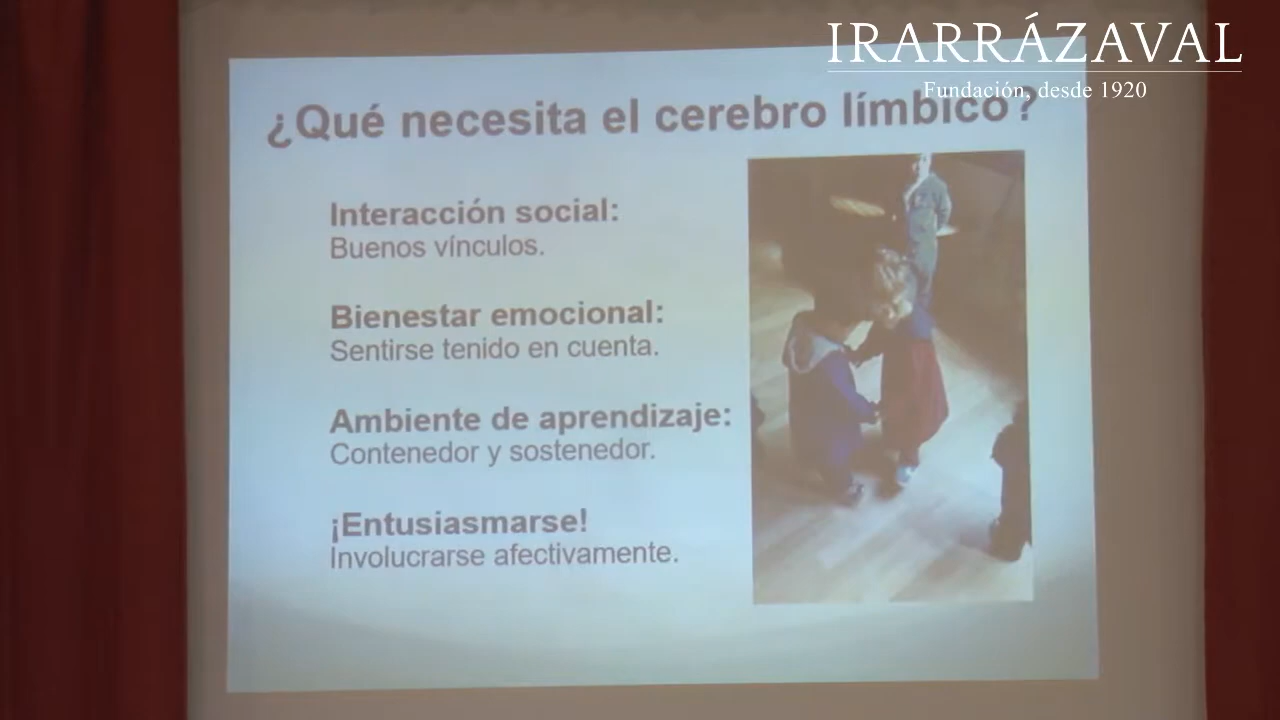 IRARRÁZAVAL
Fundación, desde 1920
¿Qué necesita el cerebro límbico?
Interacción social:
Buenos vínculos.
Bienestar emocional:
Sentirse tenido en cuenta.
Ambiente de aprendizaje:
Contenedor y sostenedor.
¡Entusiasmarse!
Involucrarse afectivamente.